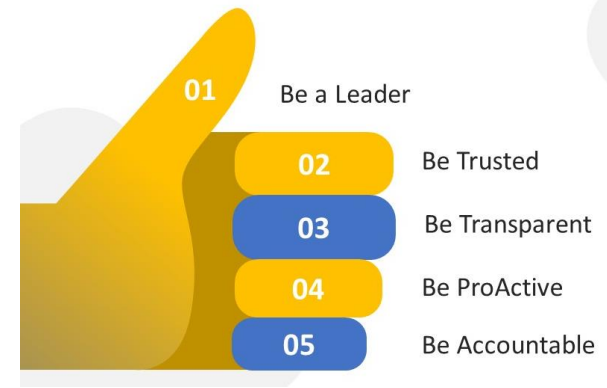 01 Be a Leader
02 Be Trusted
03 Be Transparent
04 Be ProActive
05 Be Accountable